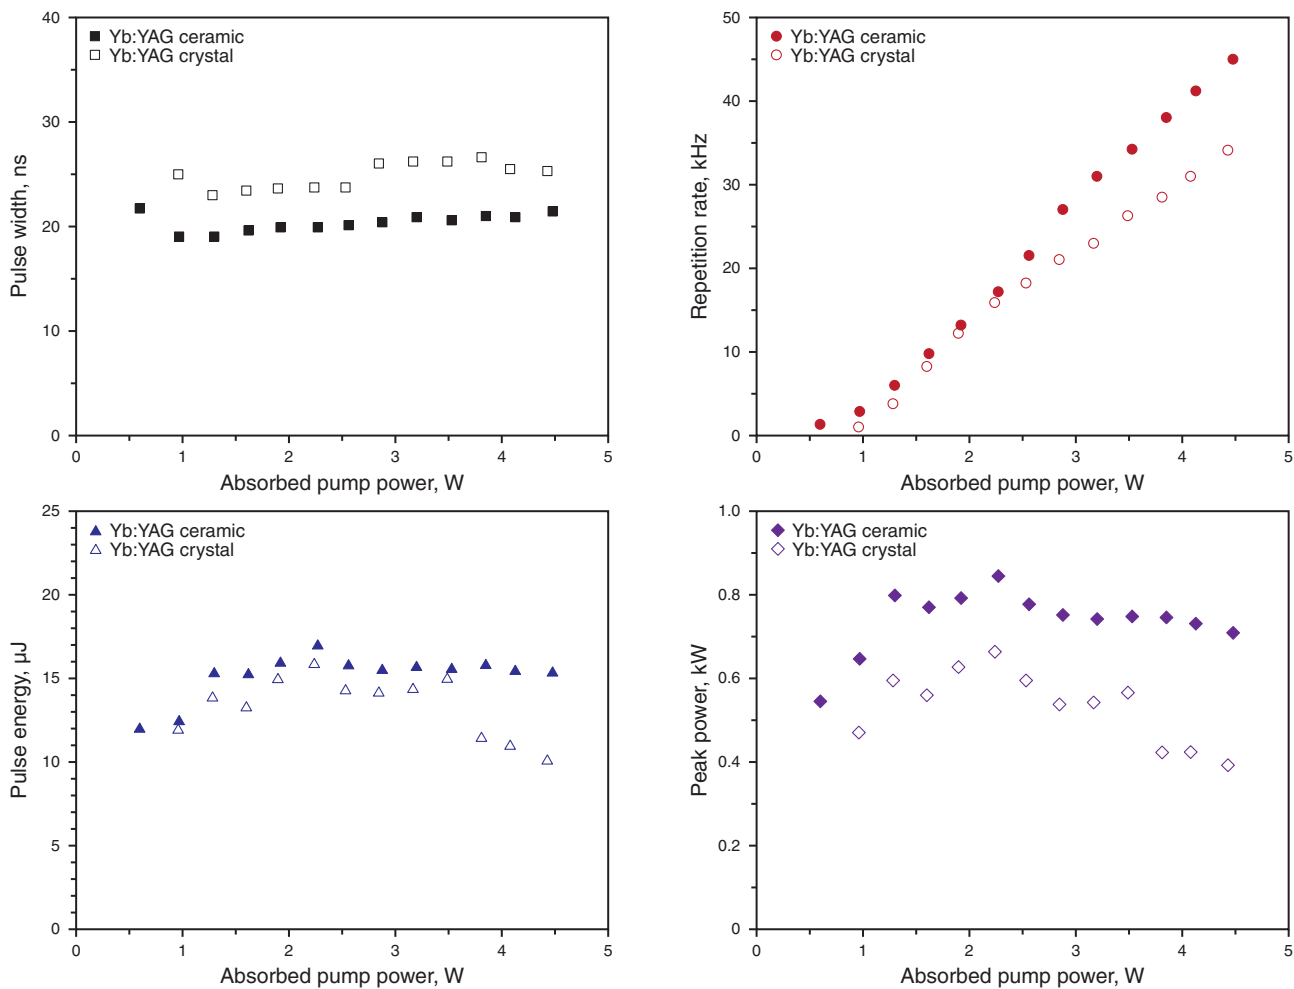 40
30
20
10
0
Pulse width, ns
Yb:YAG ceramic
Yb:YAG crystal
0 1 2 3 4 5
Absorbed pump power, W
50
40
30
20
10
0
Repetition rate, kHz
Yb:YAG ceramic
Yb:YAG crystal
0 1 2 3 4 5
Absorbed pump power, W
25
20
15
10
5
0
Pulse energy, µJ
Yb:YAG ceramic
Yb:YAG crystal
0 1 2 3 4 5
Absorbed pump power, W
1.0
0.8
0.6
0.4
0.2
0
Peak power, kW
Yb:YAG ceramic
Yb:YAG crystal
0 1 2 3 4 5
Absorbed pump power, W